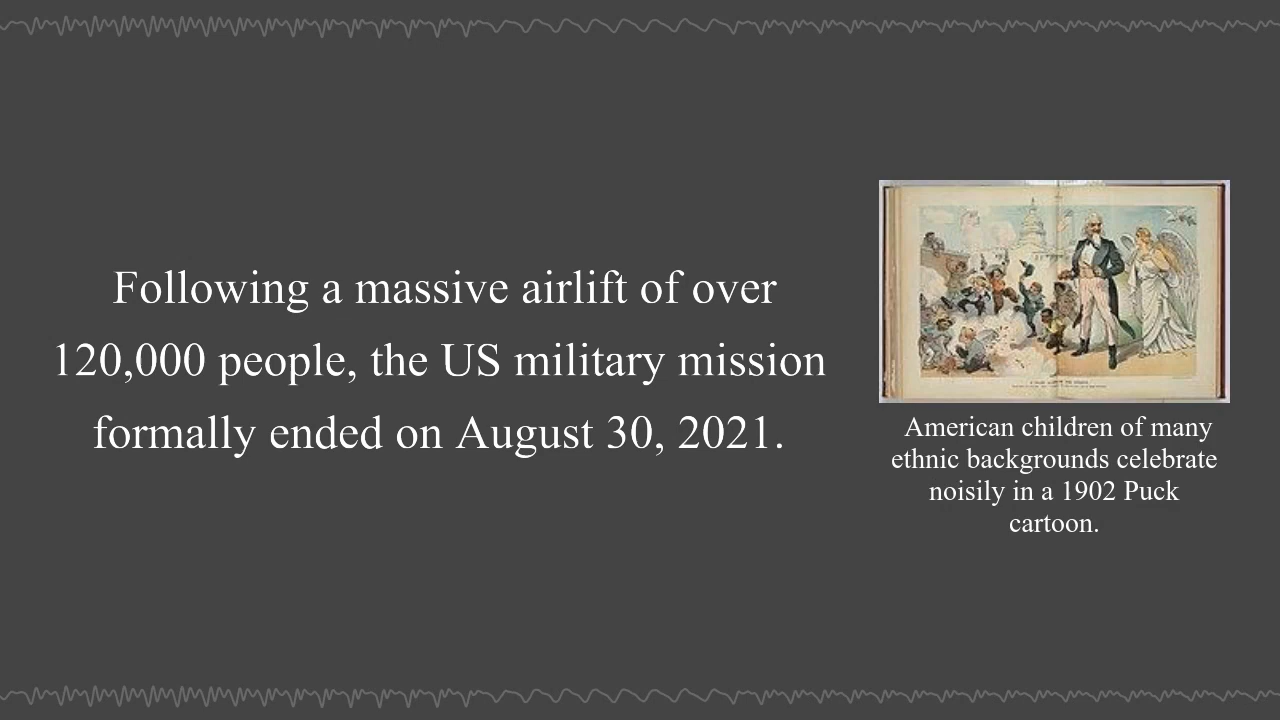 Following a massive airlift of over
120,000 people, the US military mission
formally ended on August 30, 2021.
American children of many
ethnic backgrounds celebrate
noisily in a 1902 Puck
cartoon.